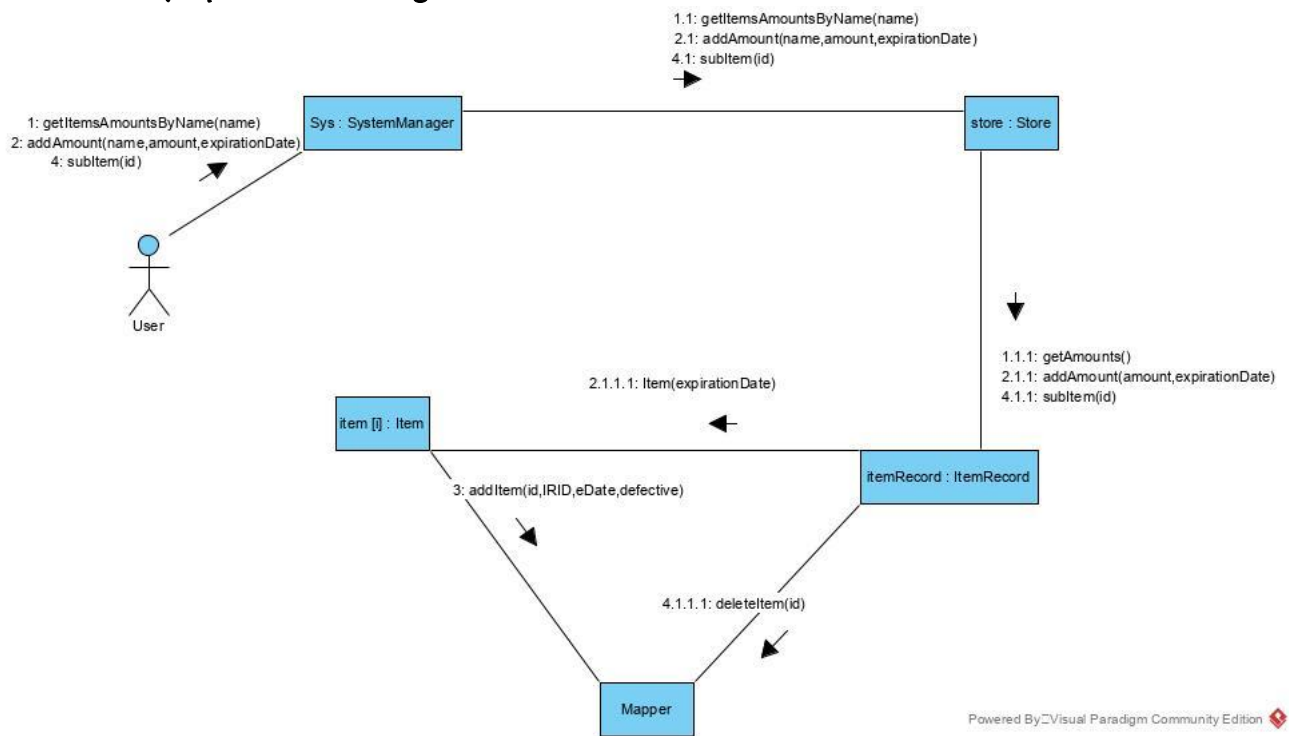 1.1: getItemsAmountsByName(name)
2.1: addAmount(name,amount,expirationDate)
4.1: subItem(id)
Sys : SystemManager
store : Store
1: getItemsAmountsByName(name)
2: addAmount(name,amount,expirationDate)
4: subItem(id)
User
1.1.1: getAmounts()
2.1.1: addAmount(amount,expirationDate)
4.1.1: subItem(id)
2.1.1.1: Item(expirationDate)
item [i] : Item
itemRecord : ItemRecord
3: addItem(id,IRID,eDate,defective)
4.1.1.1: deleteItem(id)
Mapper
Powered By Visual Paradigm Community Edition